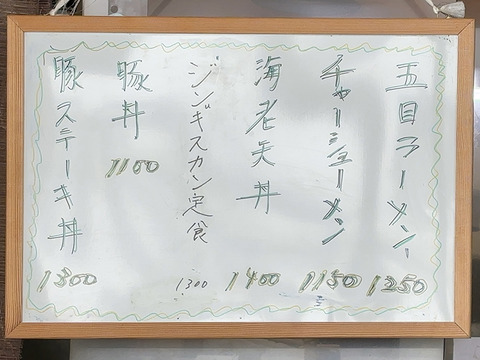 五目ラーメン 1250
チャーシューメン 1150
海老天丼 1400
ジンギスカン定食 1300
豚丼 1100
豚ステーキ丼 1300